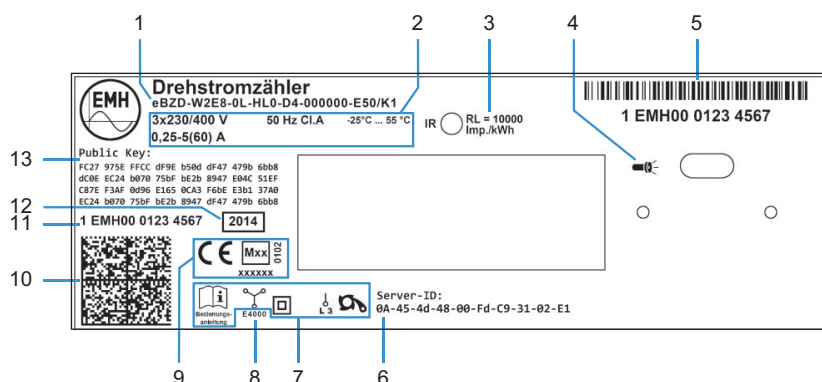 1 2 3 4 5
EMH
Drehstromzähler
eBZD-W2E8-0L-HL0-D4-000000-E50/K1
3x230/400 V 50 Hz Cl.A -25°C ... 55 °C
0,25-5(60) A
IR RL = 10000
Imp./kWh
1 EMH00 0123 4567
13 Public Key:
FC27 975E FFCC dF9E b50d dF47 479b 6bb8
dC0E EC24 b070 75bF bE2b 8947 E04C 51EF
C87E F3AF 0d96 E165 0CA3 F6bE E3b1 37A0
EC24 b070 75bF bE2b 8947 dF47 479b 6bb8
12
11 1 EMH00 0123 4567 2014
CE Mxx 0102
xxxxxx
10
Bedienungs-
anleitung
E4000
L3
Server-ID:
0A-45-4d-48-00-Fd-C9-31-02-E1
9 8 7 6